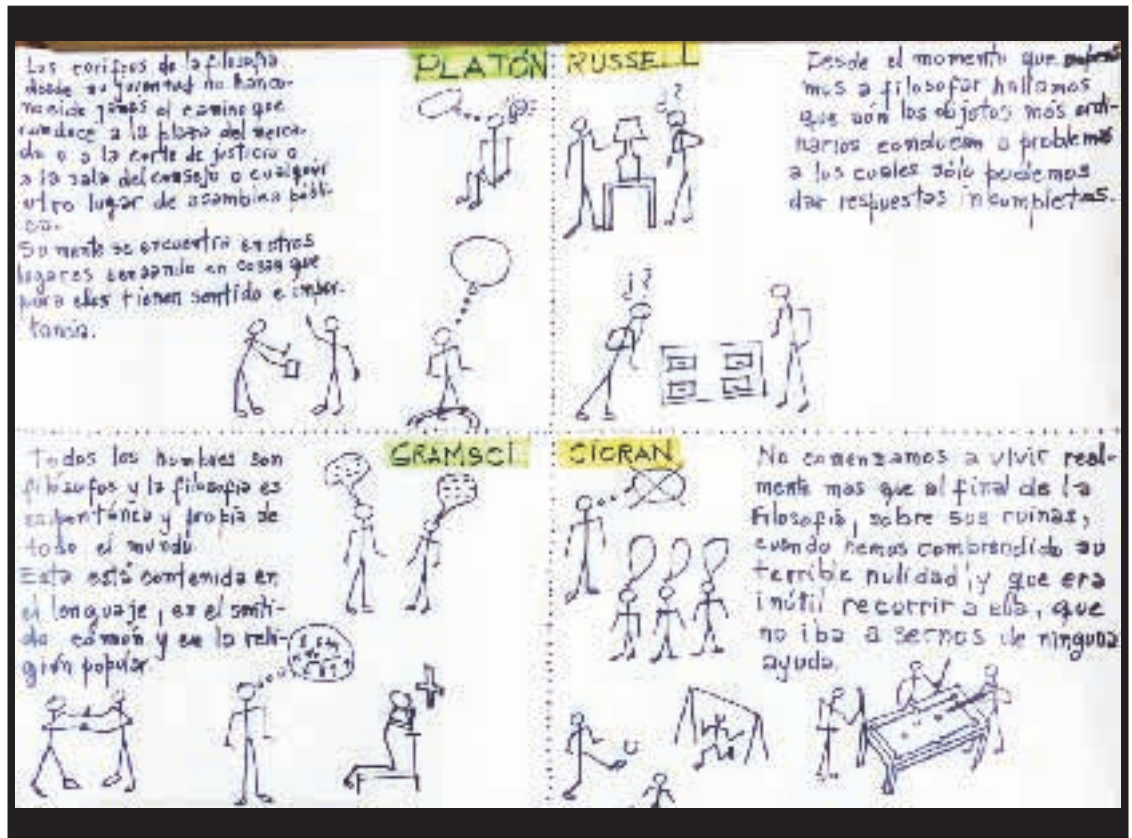 PLATÓN
Los corifeos de la filosofía
desde su juventud no han co-
nocido jamás el camino que
conduce a la plaza del merca-
do o a la corte de justicia o
a la sala del consejo o cualquier
otro lugar de asamblea públi-
ca.
Su mente se encuentra en otros
lugares pensando en cosas que
para ellos tienen sentido e impor-
tancia.
RUSSELL
Desde el momento que
mos a filosofar hallamos
que aún los objetos más ordi-
narios conducen a problemas
a los cuales sólo podemos
dar respuestas incompletas.
¿?
¿?
GRAMSCI
Todos los hombres son
filósofos y la filosofía es
espontánea y propia de
todo el mundo.
Esta está contenida en
el lenguaje, en el senti-
do común y en la reli-
gión popular.
CIORAN
No comenzamos a vivir real-
mente mas que al final de la
Filosofía, sobre sus ruinas,
cuando hemos comprendido su
terrible nulidad, y que era
inútil recurrir a ella, que
no iba a sernos de ninguna
ayuda.